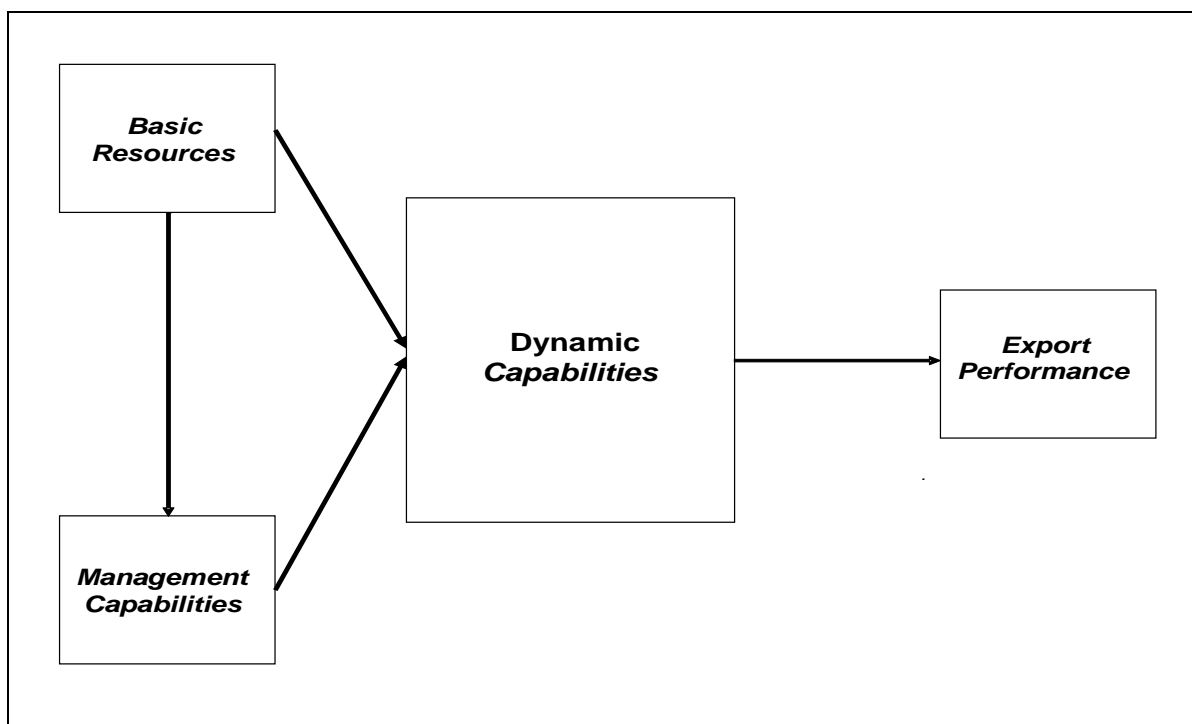 Basic
Resources
Dynamic
Capabilities
Export
Performance
Management
Capabilities